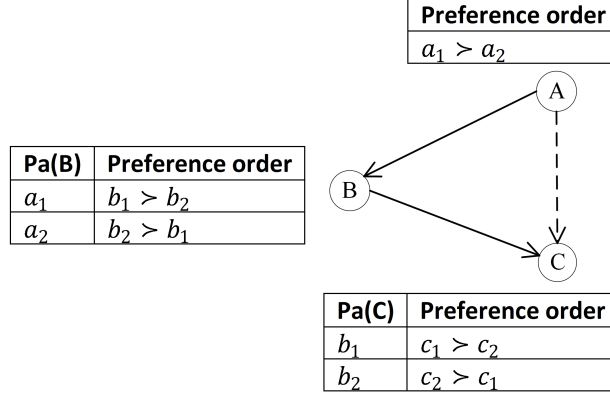 Preference order
a₁ ≻ a₂
A
Pa(B) Preference order
a₁ b₁ ≻ b₂
a₂ b₂ ≻ b₁
B
C
Pa(C) Preference order
b₁ c₁ ≻ c₂
b₂ c₂ ≻ c₁